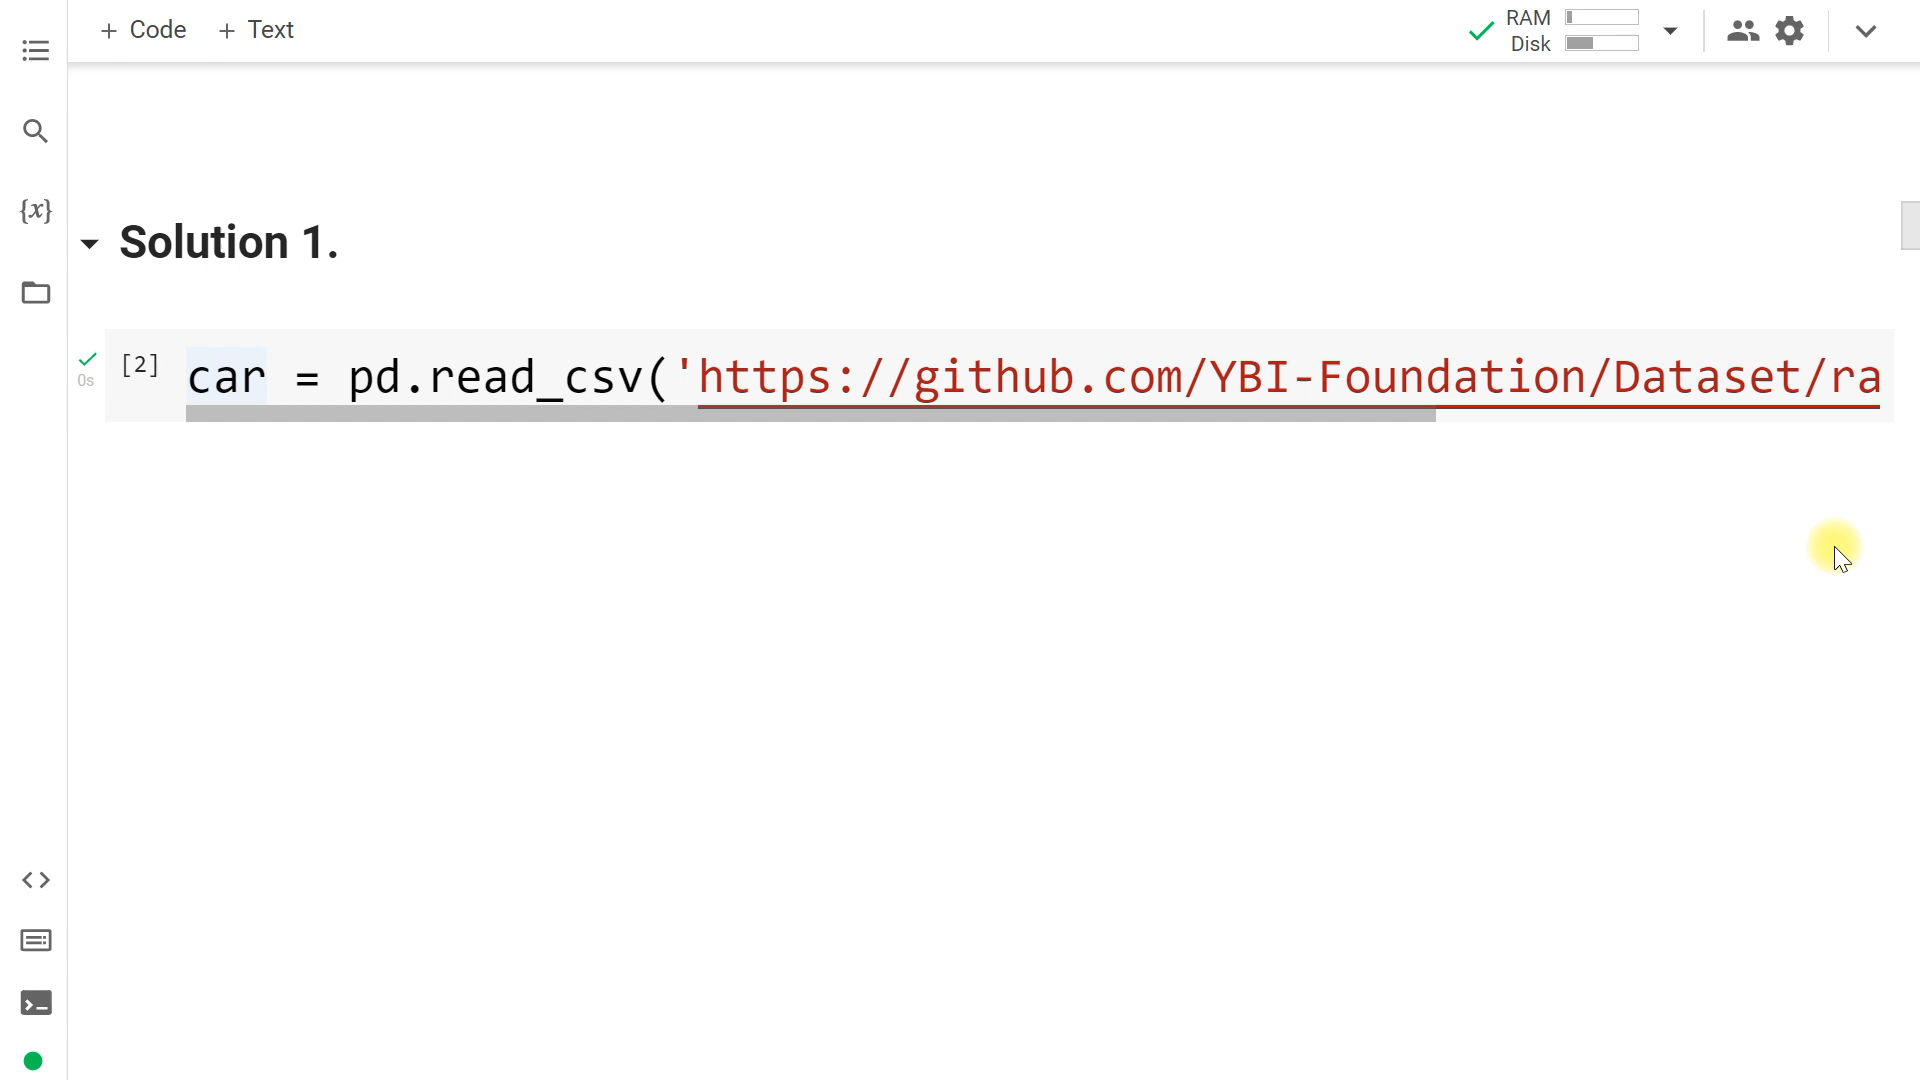 + Code + Text
RAM
Disk
{x}
Solution 1.
[2] car = pd.read_csv('https://github.com/YBI-Foundation/Dataset/ra
0s